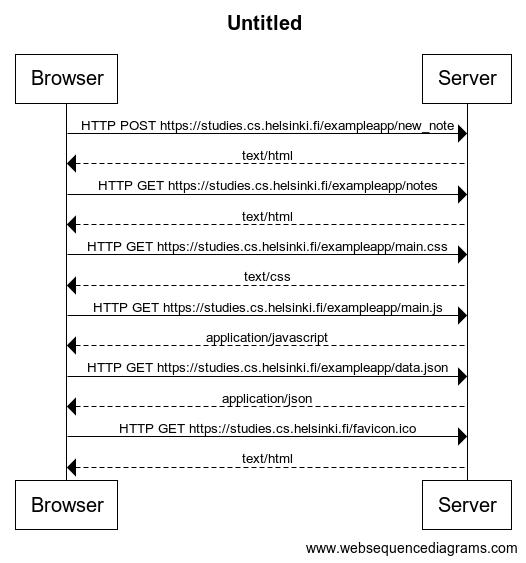 Untitled
Browser
Server
HTTP POST https://studies.cs.helsinki.fi/exampleapp/new_note
text/html
HTTP GET https://studies.cs.helsinki.fi/exampleapp/notes
text/html
HTTP GET https://studies.cs.helsinki.fi/exampleapp/main.css
text/css
HTTP GET https://studies.cs.helsinki.fi/exampleapp/main.js
application/javascript
HTTP GET https://studies.cs.helsinki.fi/exampleapp/data.json
application/json
HTTP GET https://studies.cs.helsinki.fi/favicon.ico
text/html
Browser
Server
www.websequencediagrams.com